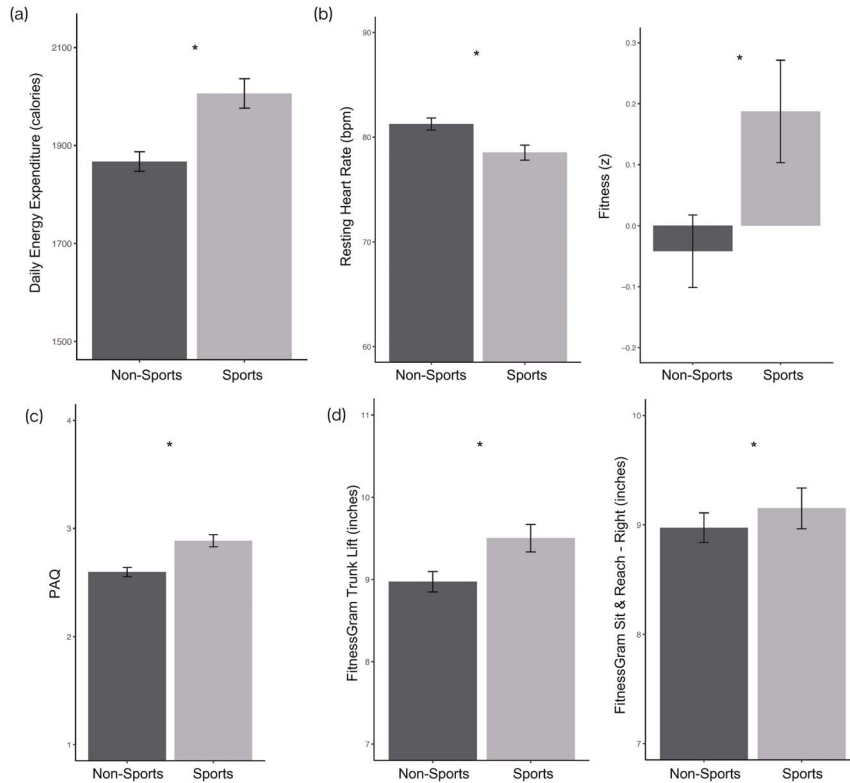 (a)
*
Daily Energy Expenditure (calories)
2100
1900
1700
1500
Non-Sports Sports
(b)
*
Resting Heart Rate (bpm)
90
80
70
60
Non-Sports Sports
*
Fitness (z)
0.3
0.2
0.1
0.0
−0.1
−0.2
Non-Sports Sports
(c)
*
PAQ
4
3
2
1
Non-Sports Sports
(d)
*
FitnessGram Trunk Lift (inches)
11
10
9
8
7
Non-Sports Sports
*
FitnessGram Sit & Reach - Right (inches)
10
9
8
7
Non-Sports Sports